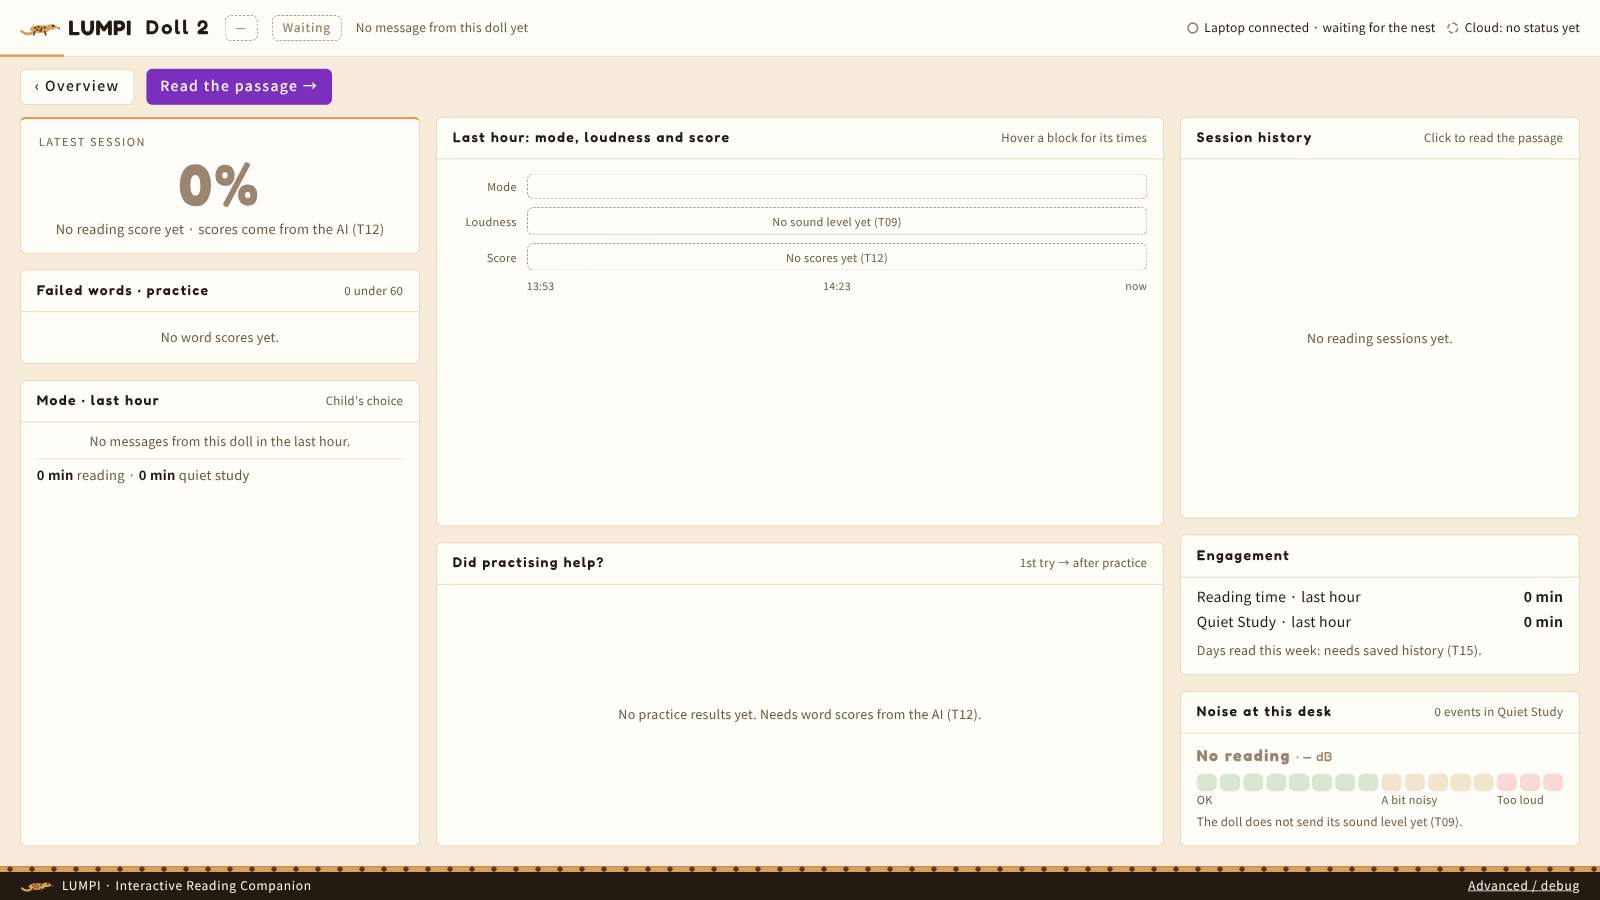 LUMPI Doll 2 — Waiting No message from this doll yet
Laptop connected · waiting for the nest Cloud: no status yet
‹ Overview
Read the passage →
LATEST SESSION
0%
No reading score yet · scores come from the AI (T12)
Failed words · practice 0 under 60
No word scores yet.
Mode · last hour Child's choice
No messages from this doll in the last hour.
0 min reading · 0 min quiet study
Last hour: mode, loudness and score Hover a block for its times
Mode
Loudness No sound level yet (T09)
Score No scores yet (T12)
13:53 14:23 now
Did practising help? 1st try → after practice
No practice results yet. Needs word scores from the AI (T12).
Session history Click to read the passage
No reading sessions yet.
Engagement
Reading time · last hour 0 min
Quiet Study · last hour 0 min
Days read this week: needs saved history (T15).
Noise at this desk 0 events in Quiet Study
No reading · — dB
OK A bit noisy Too loud
The doll does not send its sound level yet (T09).
LUMPI · Interactive Reading Companion
Advanced / debug